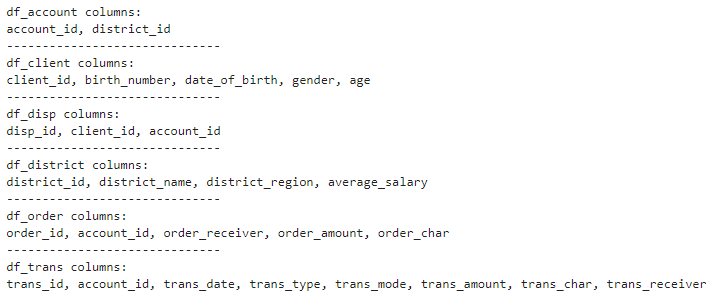 df_account columns:
account_id, district_id
------------------------------
df_client columns:
client_id, birth_number, date_of_birth, gender, age
------------------------------
df_disp columns:
disp_id, client_id, account_id
------------------------------
df_district columns:
district_id, district_name, district_region, average_salary
------------------------------
df_order columns:
order_id, account_id, order_receiver, order_amount, order_char
------------------------------
df_trans columns:
trans_id, account_id, trans_date, trans_type, trans_mode, trans_amount, trans_char, trans_receiver